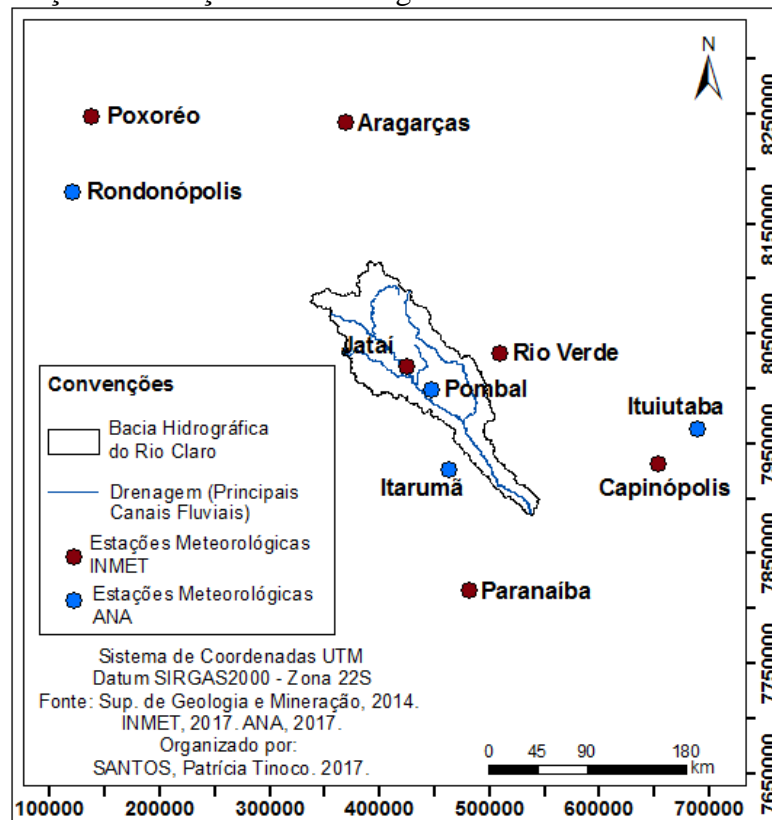 N
Poxoréo
Aragarças
Rondonópolis
Jataí
Rio Verde
Pombal
Ituiutaba
Itarumã
Capinópolis
Paranaíba
Convenções
Bacia Hidrográfica
do Rio Claro
Drenagem (Principais
Canais Fluviais)
Estações Meteorológicas
INMET
Estações Meteorológicas
ANA
Sistema de Coordenadas UTM
Datum SIRGAS2000 - Zona 22S
Fonte: Sup. de Geologia e Mineração, 2014.
INMET, 2017. ANA, 2017.
Organizado por:
SANTOS, Patrícia Tinoco. 2017.
0 45 90 180
km
8250000
8150000
8050000
7950000
7850000
7750000
7650000
100000 200000 300000 400000 500000 600000 700000